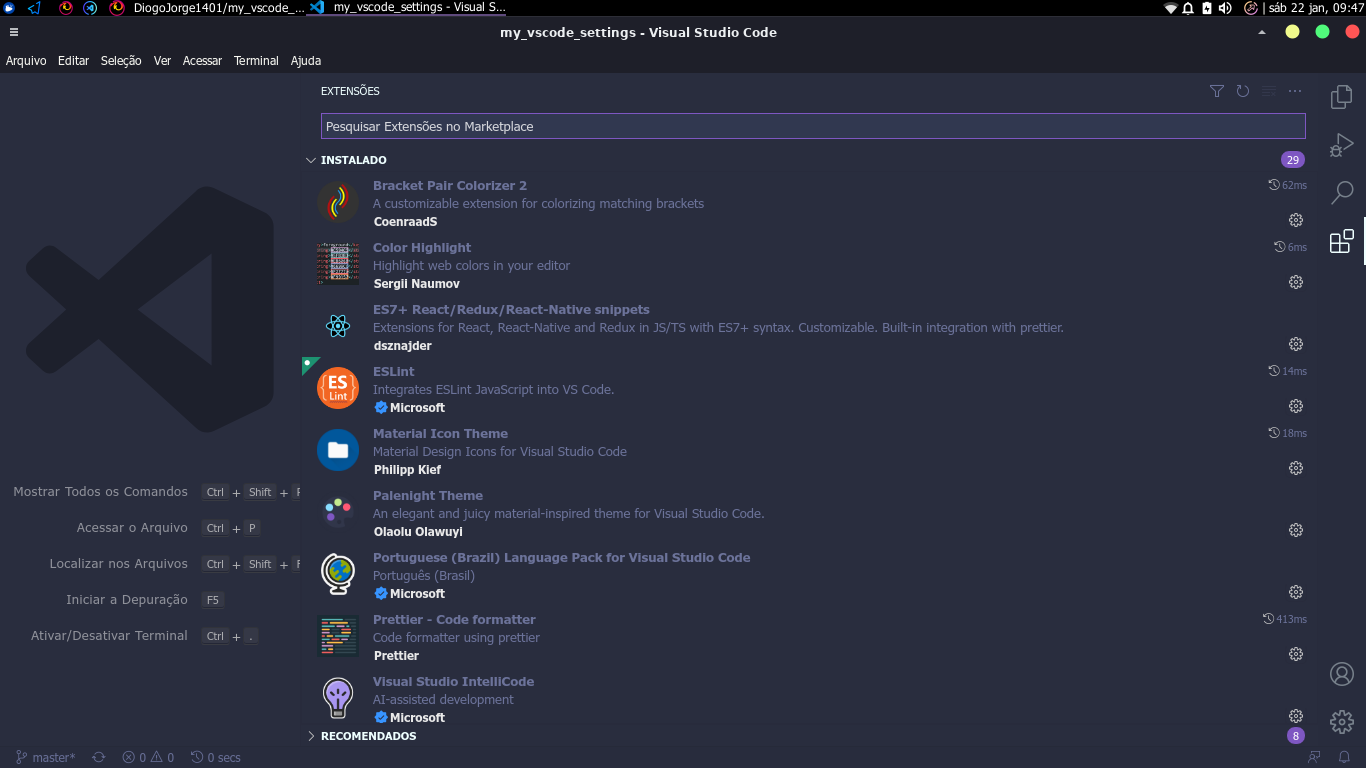 DiogoJorge1401/my_vscode_... my_vscode_settings - Visual S... | sáb 22 jan, 09:47
my_vscode_settings - Visual Studio Code
Arquivo Editar Seleção Ver Acessar Terminal Ajuda
EXTENSÕES
Pesquisar Extensões no Marketplace
INSTALADO 29
Bracket Pair Colorizer 2 62ms
A customizable extension for colorizing matching brackets
CoenraadS
Color Highlight 6ms
Highlight web colors in your editor
Sergii Naumov
ES7+ React/Redux/React-Native snippets
Extensions for React, React-Native and Redux in JS/TS with ES7+ syntax. Customizable. Built-in integration with prettier.
dsznajder
ESLint 14ms
Integrates ESLint JavaScript into VS Code.
Microsoft
ES
Lint
Material Icon Theme 18ms
Material Design Icons for Visual Studio Code
Philipp Kief
Palenight Theme
An elegant and juicy material-inspired theme for Visual Studio Code.
Olaolu Olawuyi
Portuguese (Brazil) Language Pack for Visual Studio Code
Português (Brasil)
Microsoft
Prettier - Code formatter 413ms
Code formatter using prettier
Prettier
Visual Studio IntelliCode
AI-assisted development
Microsoft
RECOMENDADOS 8
Mostrar Todos os Comandos Ctrl + Shift + P
Acessar o Arquivo Ctrl + P
Localizar nos Arquivos Ctrl + Shift + F
Iniciar a Depuração F5
Ativar/Desativar Terminal Ctrl + .
master* 0 0 0 secs